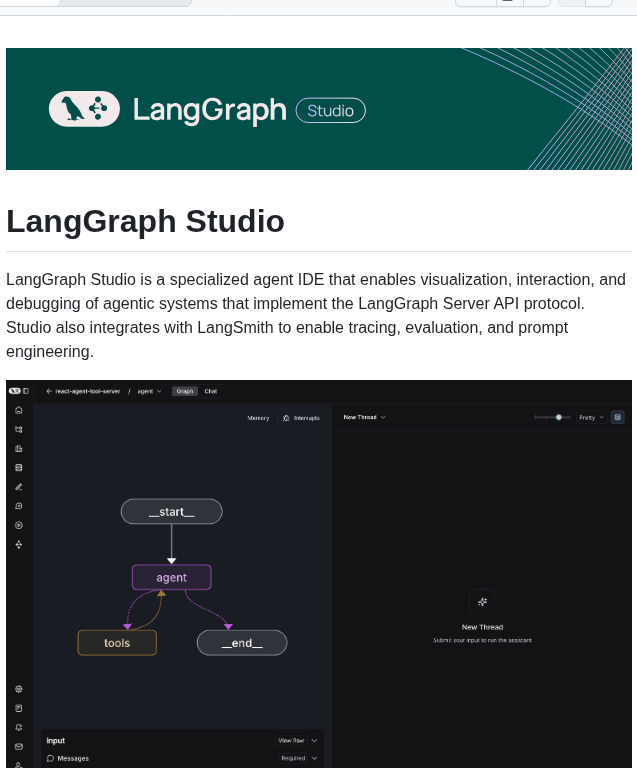 LangGraph Studio
LangGraph Studio
LangGraph Studio is a specialized agent IDE that enables visualization, interaction, and
debugging of agentic systems that implement the LangGraph Server API protocol.
Studio also integrates with LangSmith to enable tracing, evaluation, and prompt
engineering.
react-agent-tool-server / agent Graph Chat
Memory Interrupts
New Thread Pretty
__start__
agent
tools
__end__
New Thread
Submit your input to run the assistant
Input View Raw
Messages Required